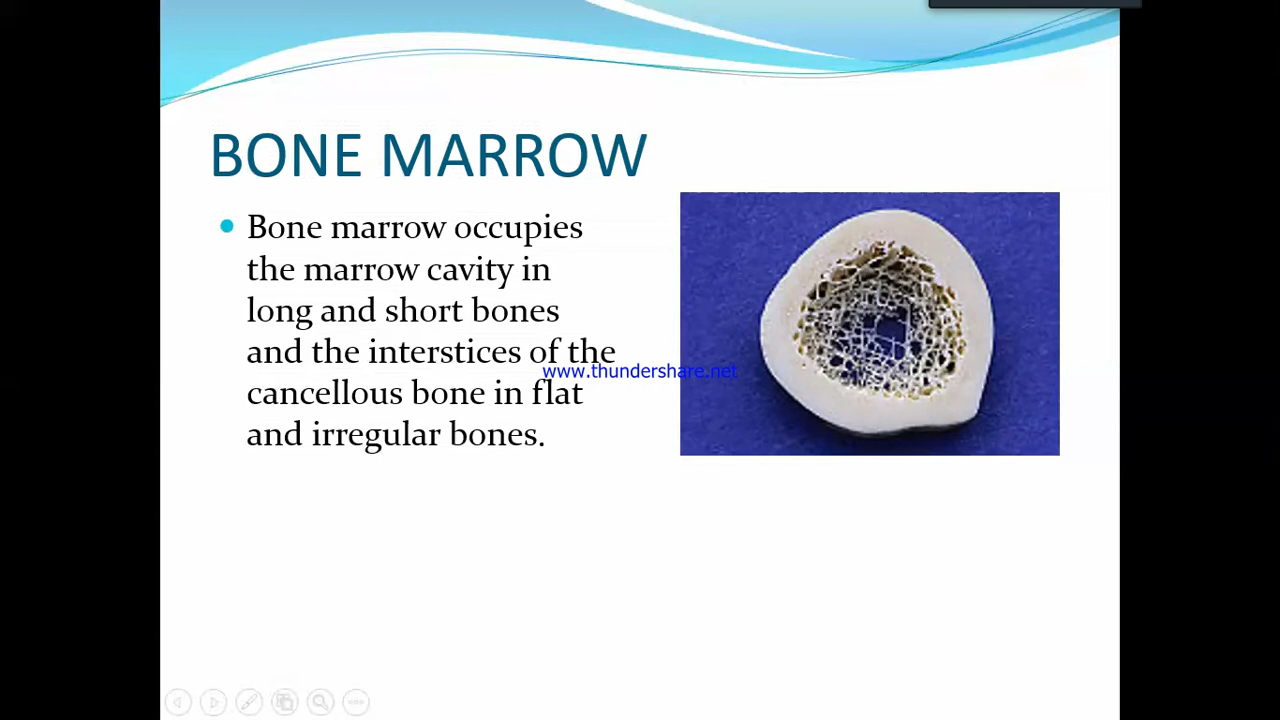 BONE MARROW
Bone marrow occupies
the marrow cavity in
long and short bones
and the interstices of the
www.thundershare.net
cancellous bone in flat
and irregular bones.